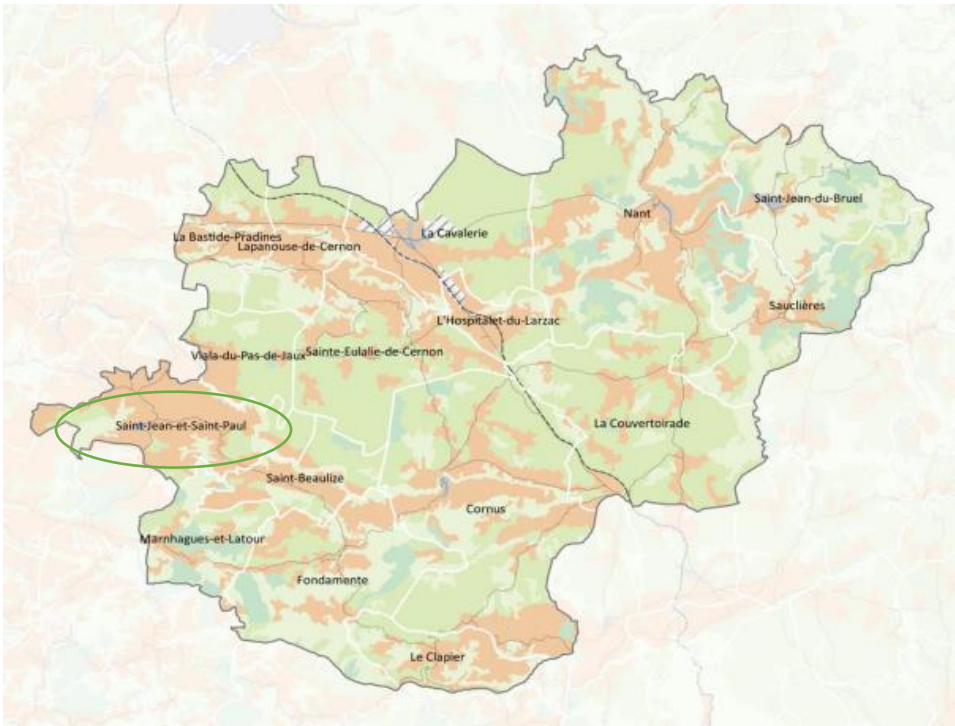 Saint-Jean-du-Bruel
Nant
La Cavalerie
La Bastide-Pradines
Lapanouse-de-Cernon
Sauclières
L'Hospitalet-du-Larzac
Viala-du-Pas-de-Jaux
Sainte-Eulalie-de-Cernon
La Couvertoirade
Saint-Jean-et-Saint-Paul
Saint-Beaulize
Cornus
Marnhagues-et-Latour
Fondamente
Le Clapier